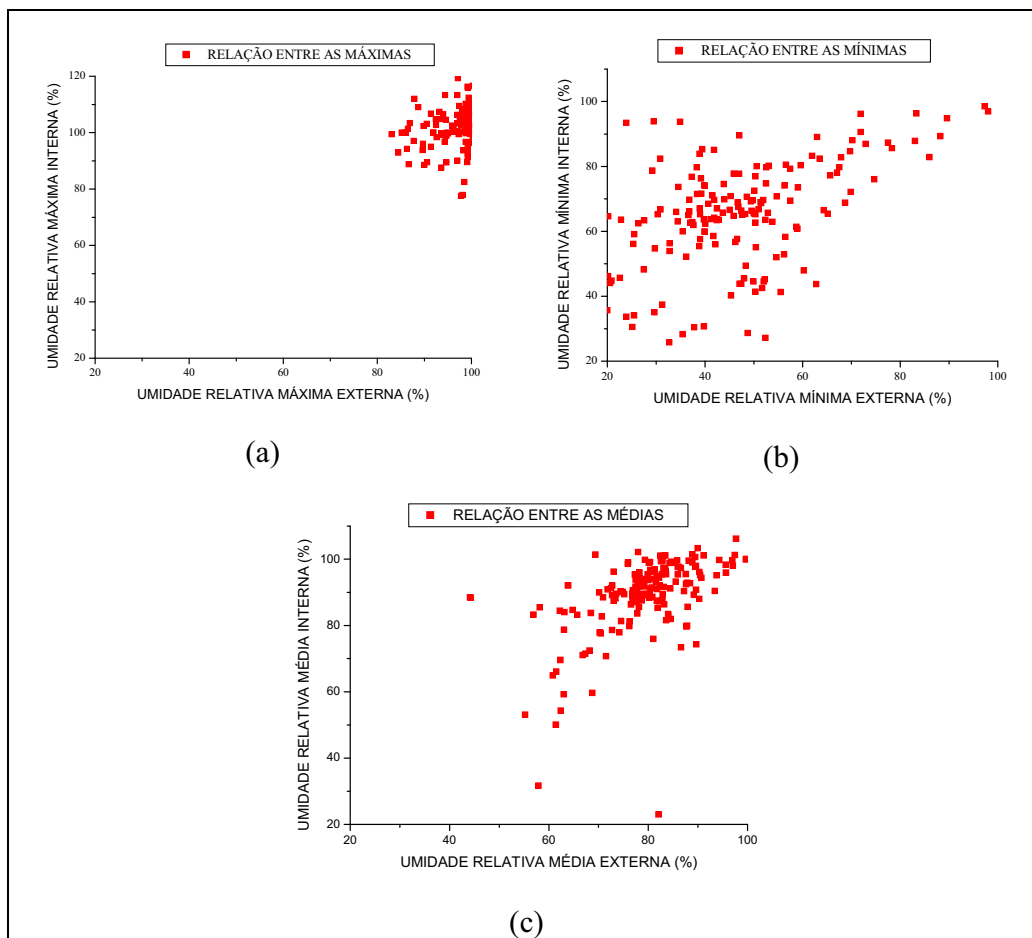 RELAÇÃO ENTRE AS MÁXIMAS
UMIDADE RELATIVA MÁXIMA INTERNA (%)
120
100
80
60
40
20
20 40 60 80 100
UMIDADE RELATIVA MÁXIMA EXTERNA (%)
(a)
RELAÇÃO ENTRE AS MÍNIMAS
UMIDADE RELATIVA MÍNIMA INTERNA (%)
100
80
60
40
20
20 40 60 80 100
UMIDADE RELATIVA MÍNIMA EXTERNA (%)
(b)
RELAÇÃO ENTRE AS MÉDIAS
UMIDADE RELATIVA MÉDIA INTERNA (%)
100
80
60
40
20
20 40 60 80 100
UMIDADE RELATIVA MÉDIA EXTERNA (%)
(c)